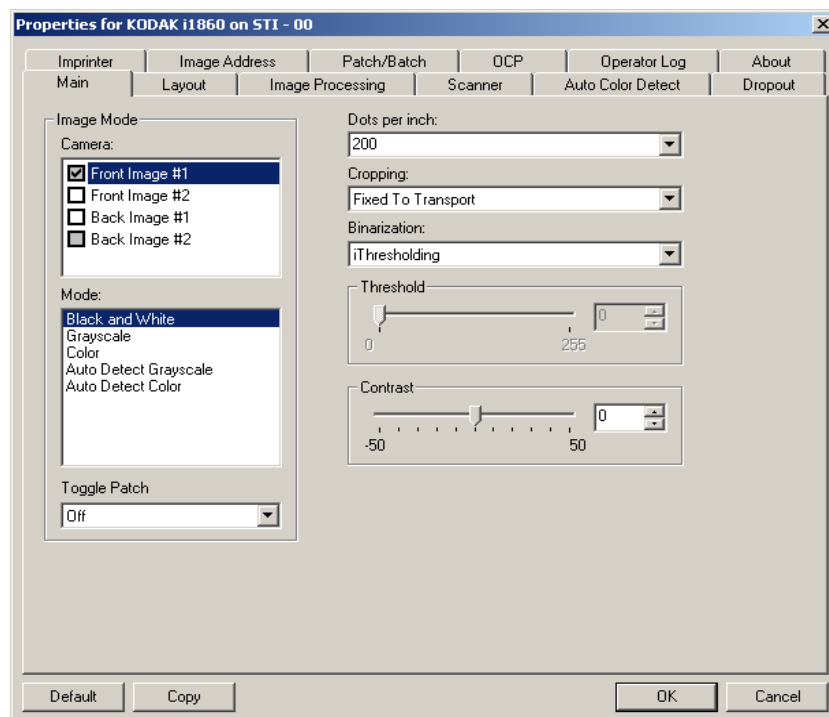 Properties for KODAK i1860 on STI - 00
Imprinter Image Address Patch/Batch OCP Operator Log About
Main Layout Image Processing Scanner Auto Color Detect Dropout
Image Mode
Camera:
Front Image #1
Front Image #2
Back Image #1
Back Image #2
Mode:
Black and White
Grayscale
Color
Auto Detect Grayscale
Auto Detect Color
Toggle Patch
Off
Dots per inch:
200
Cropping:
Fixed To Transport
Binarization:
iThresholding
Threshold
0
0 255
Contrast
0
-50 50
Default Copy OK Cancel